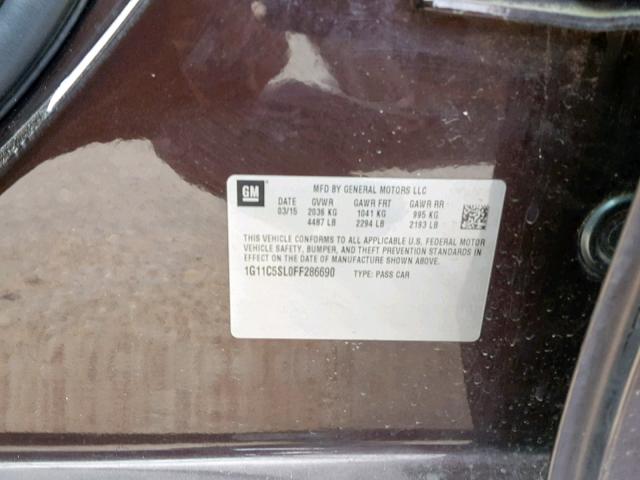 GM
MFD BY GENERAL MOTORS LLC
DATE GVWR GAWR FRT GAWR RR
03/15 2036 KG 1041 KG 995 KG
4487 LB 2294 LB 2193 LB
THIS VEHICLE CONFORMS TO ALL APPLICABLE U.S. FEDERAL MOTOR
VEHICLE SAFETY, BUMPER, AND THEFT PREVENTION STANDARDS
IN EFFECT ON THE DATE OF MANUFACTURE SHOWN ABOVE.
1G11C5SL0FF286690 TYPE: PASS CAR